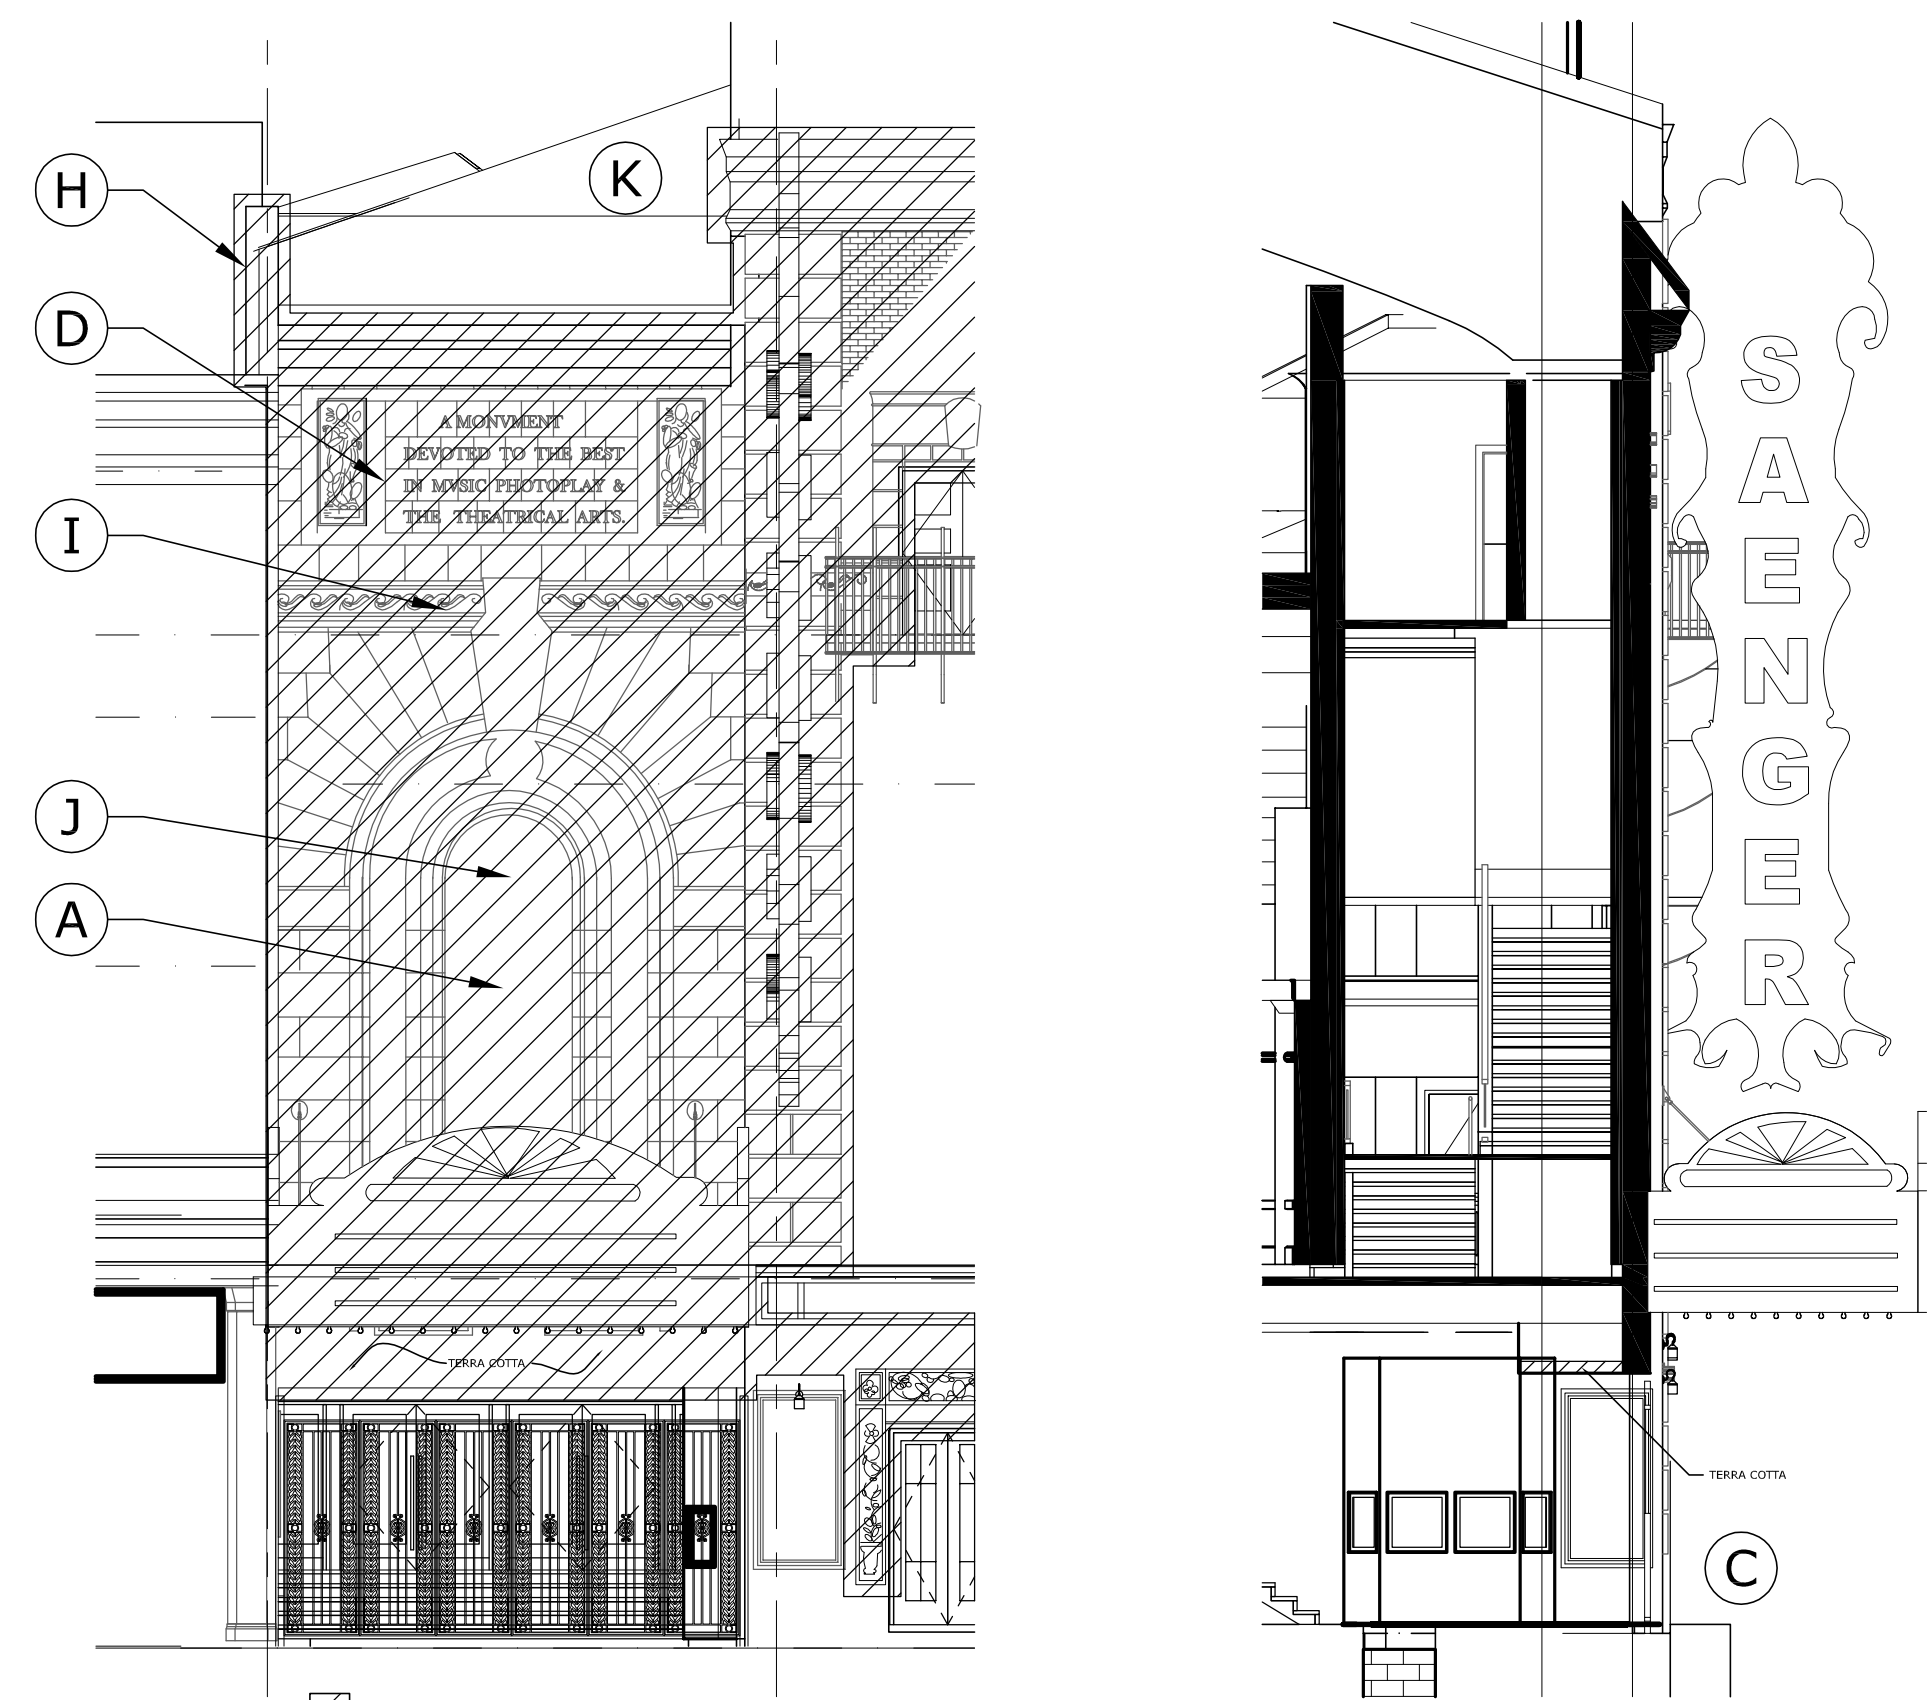 H
K
D
A MONVMENT
DEVOTED TO THE BEST
IN MVSIC PHOTOPLAY &
THE THEATRICAL ARTS.
I
J
A
TERRA COTTA
S
A
E
N
G
E
R
TERRA COTTA
C